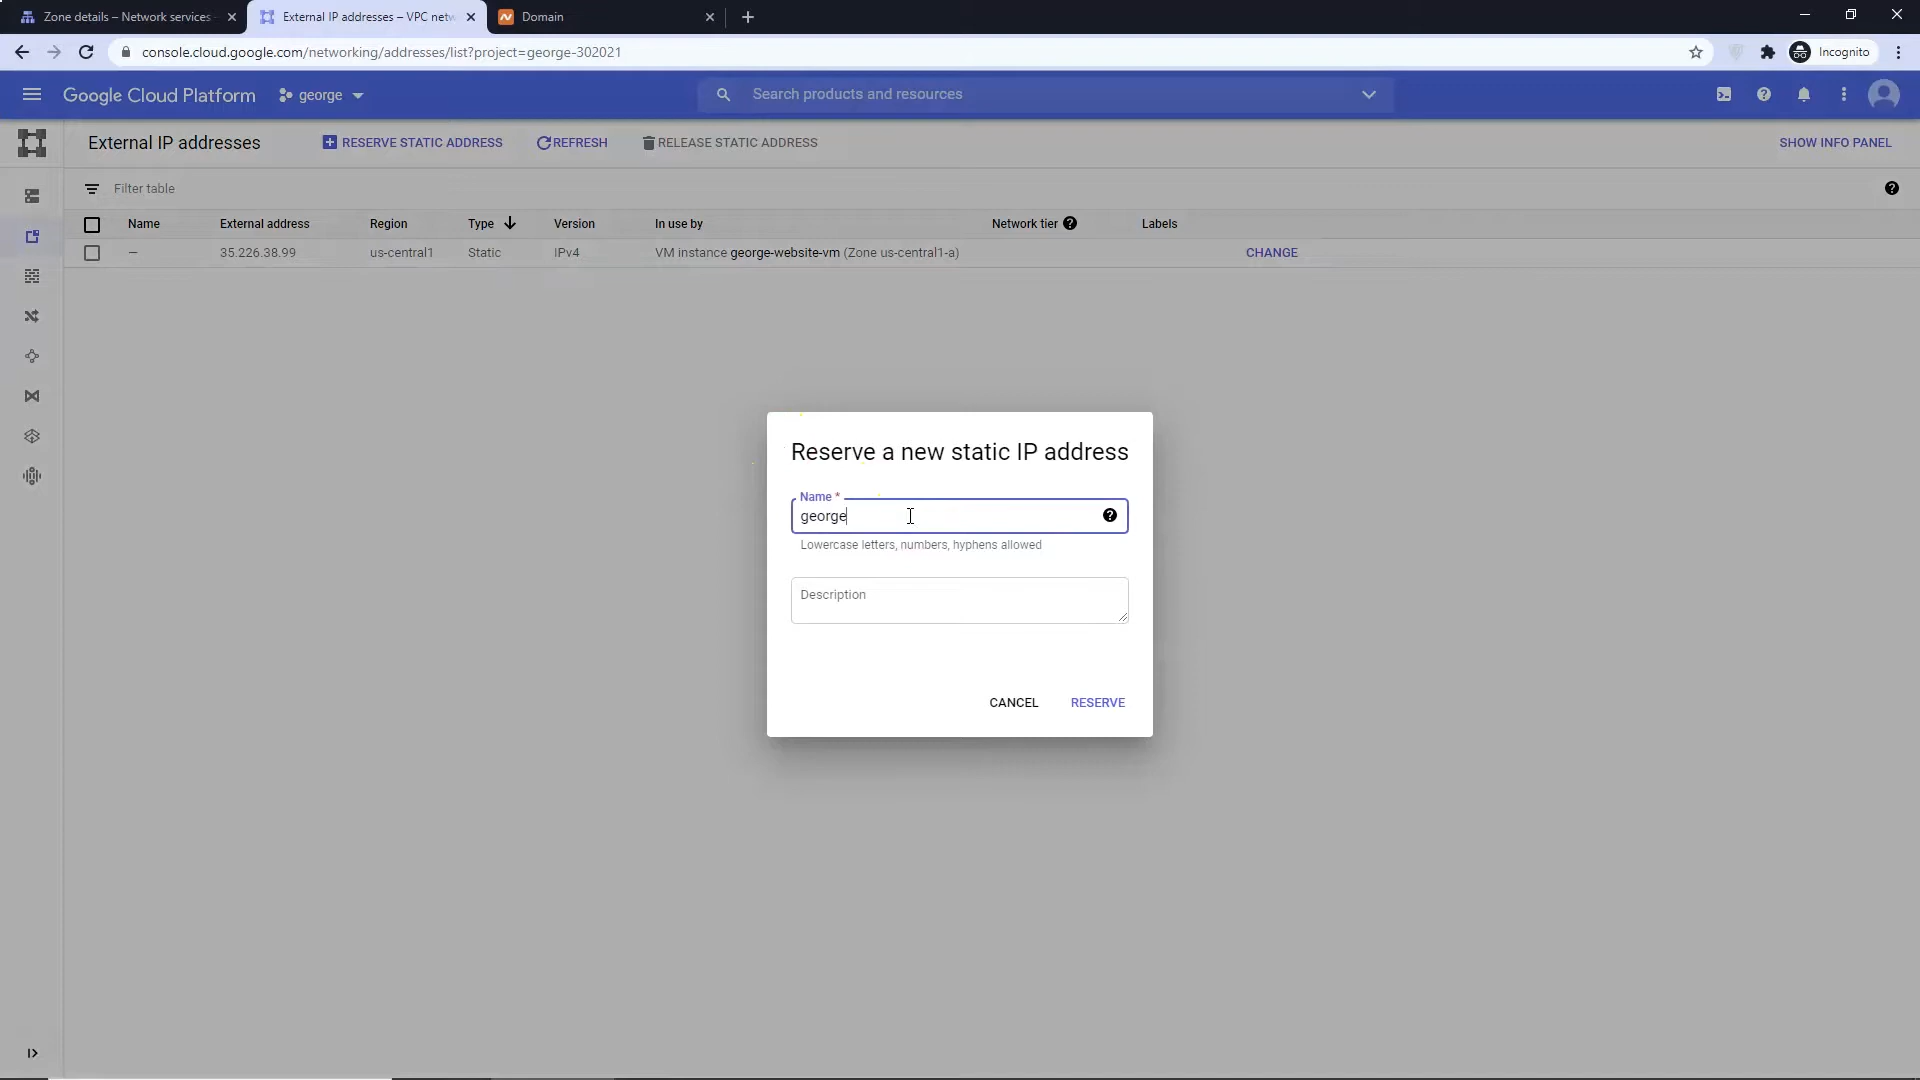 Zone details – Network services
External IP addresses – VPC netw
Domain
console.cloud.google.com/networking/addresses/list?project=george-302021
Incognito
Google Cloud Platform
george
Search products and resources
External IP addresses
RESERVE STATIC ADDRESS
REFRESH
RELEASE STATIC ADDRESS
SHOW INFO PANEL
Filter table
Name External address Region Type Version In use by Network tier Labels
— 35.226.38.99 us-central1 Static IPv4 VM instance george-website-vm (Zone us-central1-a) CHANGE
Reserve a new static IP address
Name *
george
Lowercase letters, numbers, hyphens allowed
Description
CANCEL RESERVE